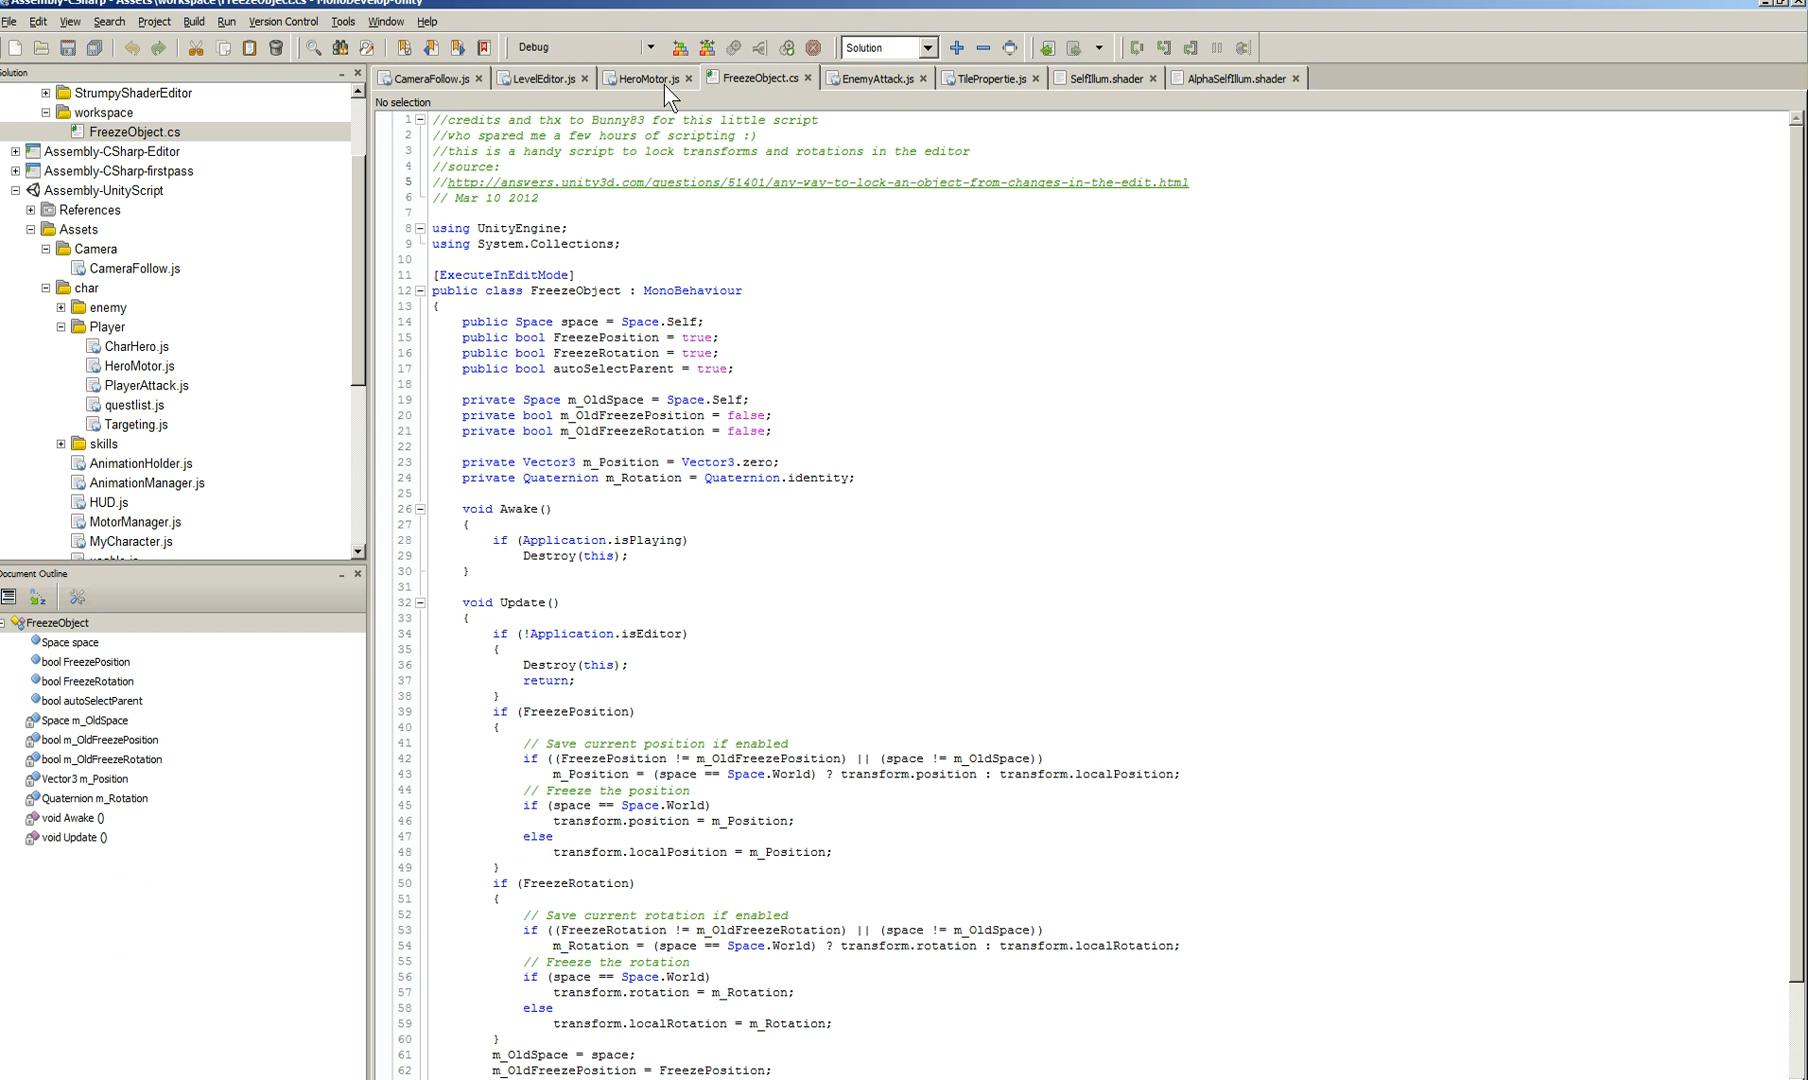 Assembly-CSharp - Assets\workspace\FreezeObject.cs - MonoDevelop-Unity
File Edit View Search Project Build Run Version Control Tools Window Help
Debug Solution
Solution
CameraFollow.js LevelEditor.js HeroMotor.js FreezeObject.cs EnemyAttack.js TilePropertie.js SelfIllum.shader AlphaSelfIllum.shader
No selection
StrumpyShaderEditor
workspace
FreezeObject.cs
Assembly-CSharp-Editor
Assembly-CSharp-firstpass
Assembly-UnityScript
References
Assets
Camera
CameraFollow.js
char
enemy
Player
CharHero.js
HeroMotor.js
PlayerAttack.js
questlist.js
Targeting.js
skills
AnimationHolder.js
AnimationManager.js
HUD.js
MotorManager.js
MyCharacter.js
Document Outline
FreezeObject
Space space
bool FreezePosition
bool FreezeRotation
bool autoSelectParent
Space m_OldSpace
bool m_OldFreezePosition
bool m_OldFreezeRotation
Vector3 m_Position
Quaternion m_Rotation
void Awake ()
void Update ()
1 //credits and thx to Bunny83 for this little script
2 //who spared me a few hours of scripting :)
3 //this is a handy script to lock transforms and rotations in the editor
4 //source:
5 //http://answers.unity3d.com/questions/51401/any-way-to-lock-an-object-from-changes-in-the-edit.html
6 // Mar 10 2012
7
8 using UnityEngine;
9 using System.Collections;
10
11 [ExecuteInEditMode]
12 public class FreezeObject : MonoBehaviour
13 {
14 public Space space = Space.Self;
15 public bool FreezePosition = true;
16 public bool FreezeRotation = true;
17 public bool autoSelectParent = true;
18
19 private Space m_OldSpace = Space.Self;
20 private bool m_OldFreezePosition = false;
21 private bool m_OldFreezeRotation = false;
22
23 private Vector3 m_Position = Vector3.zero;
24 private Quaternion m_Rotation = Quaternion.identity;
25
26 void Awake()
27 {
28 if (Application.isPlaying)
29 Destroy(this);
30 }
31
32 void Update()
33 {
34 if (!Application.isEditor)
35 {
36 Destroy(this);
37 return;
38 }
39 if (FreezePosition)
40 {
41 // Save current position if enabled
42 if ((FreezePosition != m_OldFreezePosition) || (space != m_OldSpace))
43 m_Position = (space == Space.World) ? transform.position : transform.localPosition;
44 // Freeze the position
45 if (space == Space.World)
46 transform.position = m_Position;
47 else
48 transform.localPosition = m_Position;
49 }
50 if (FreezeRotation)
51 {
52 // Save current rotation if enabled
53 if ((FreezeRotation != m_OldFreezeRotation) || (space != m_OldSpace))
54 m_Rotation = (space == Space.World) ? transform.rotation : transform.localRotation;
55 // Freeze the rotation
56 if (space == Space.World)
57 transform.rotation = m_Rotation;
58 else
59 transform.localRotation = m_Rotation;
60 }
61 m_OldSpace = space;
62 m_OldFreezePosition = FreezePosition;